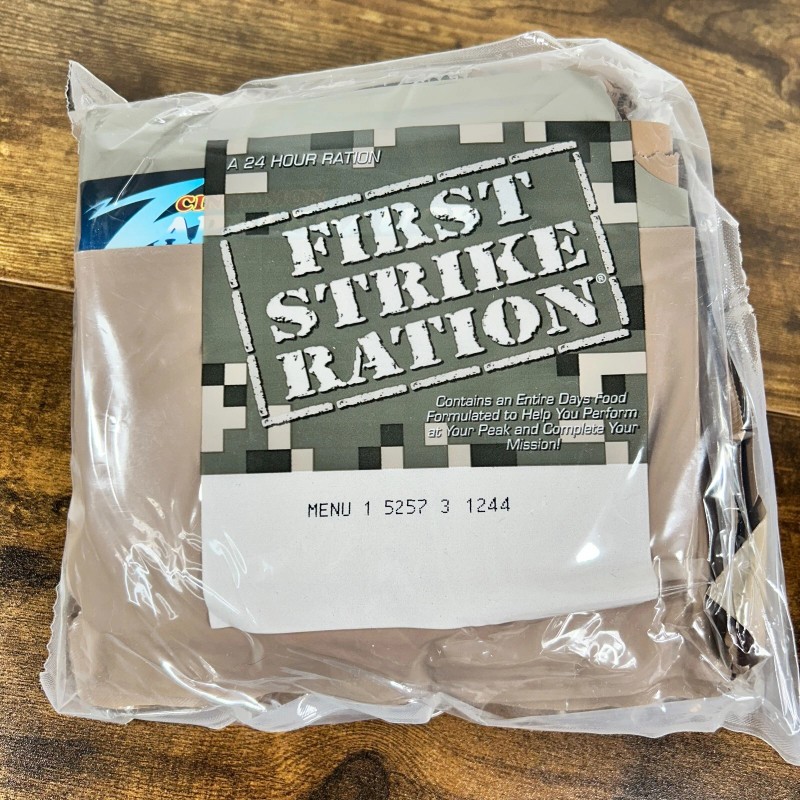 A 24 HOUR RATION
FIRST
STRIKE
RATION®
Contains an Entire Days Food
Formulated to Help You Perform
at Your Peak and Complete Your
Mission!
MENU 1 5257 3 1244